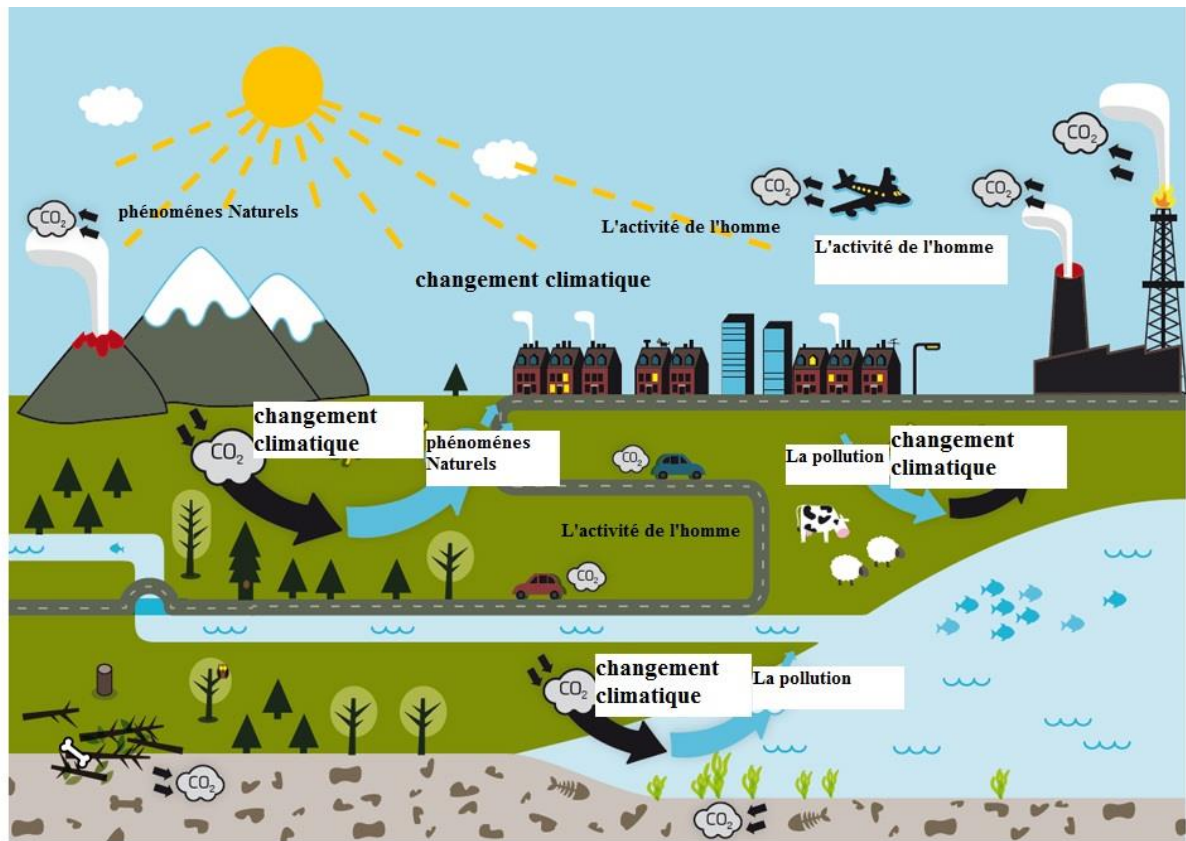 CO2
CO2
CO2
CO2
phénoménes Naturels
CO2
L'activité de l'homme
L'activité de l'homme
changement climatique
changement
climatique
CO2
phénoménes
Naturels
CO2
La pollution
changement
climatique
L'activité de l'homme
CO2
changement
climatique
La pollution
CO2
CO2
CO2